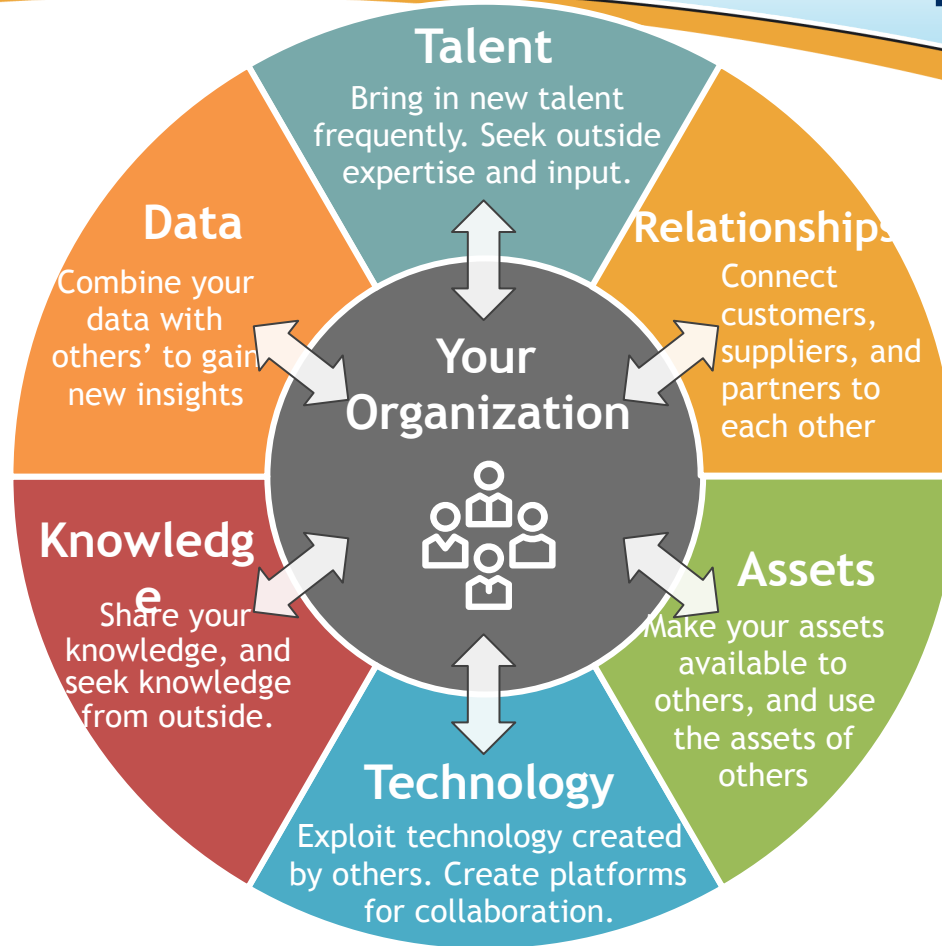 Talent
Bring in new talent
frequently. Seek outside
expertise and input.
Relationships
Connect
customers,
suppliers, and
partners to
each other
Assets
Make your assets
available to
others, and use
the assets of
others
Technology
Exploit technology created
by others. Create platforms
for collaboration.
Knowledg
e
Share your
knowledge, and
seek knowledge
from outside.
Data
Combine your
data with
others’ to gain
new insights
Your
Organization